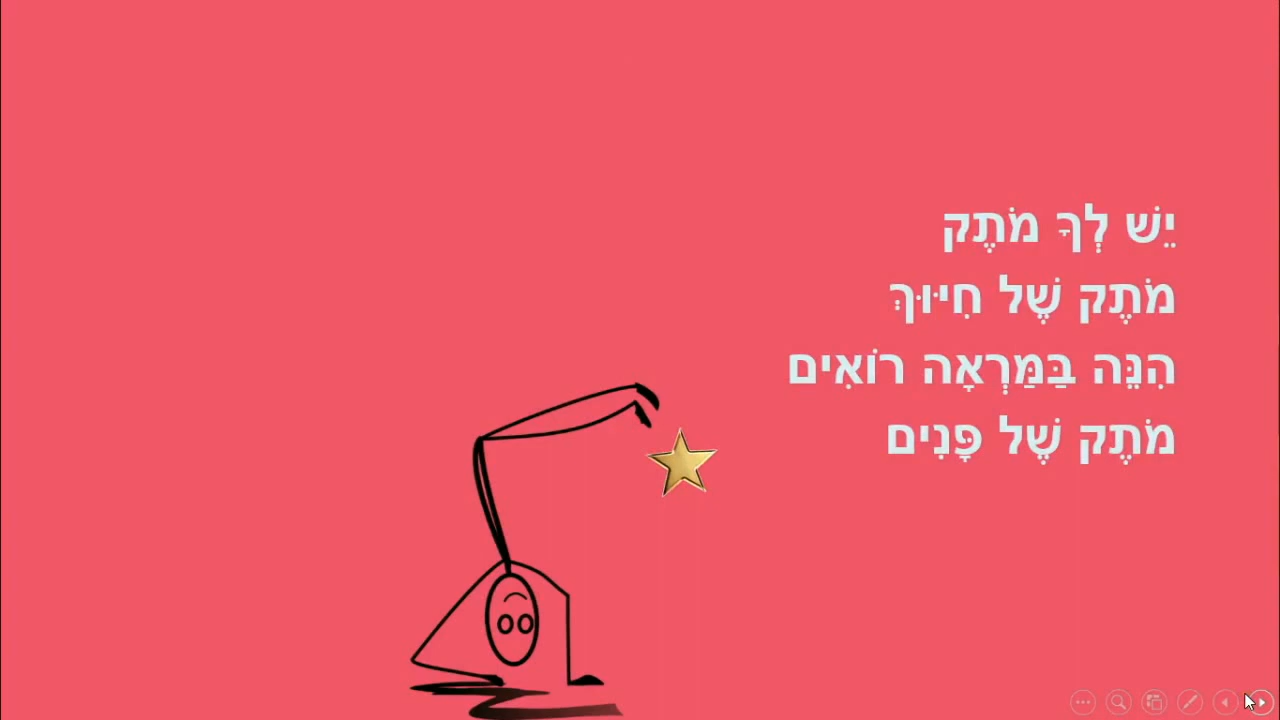 יֵשׁ לְךָ מֹתֶק
מֹתֶק שֶׁל חִיּוּךְ
הִנֵּה בַּמַּרְאָה רוֹאִים
מֹתֶק שֶׁל פָּנִים